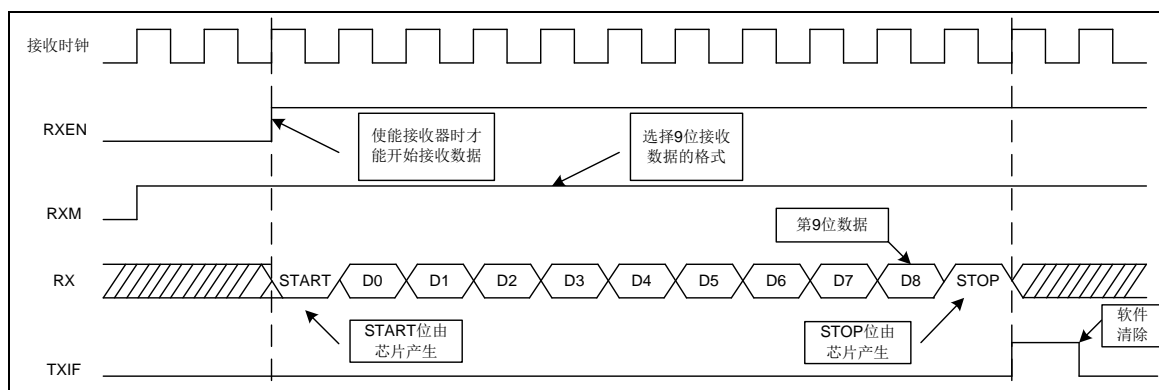 接收时钟
RXEN
使能接收器时才
能开始接收数据
选择9位接收
数据的格式
RXM
第9位数据
RX
START D0 D1 D2 D3 D4 D5 D6 D7 D8 STOP
START位由
芯片产生
STOP位由
芯片产生
软件
清除
TXIF